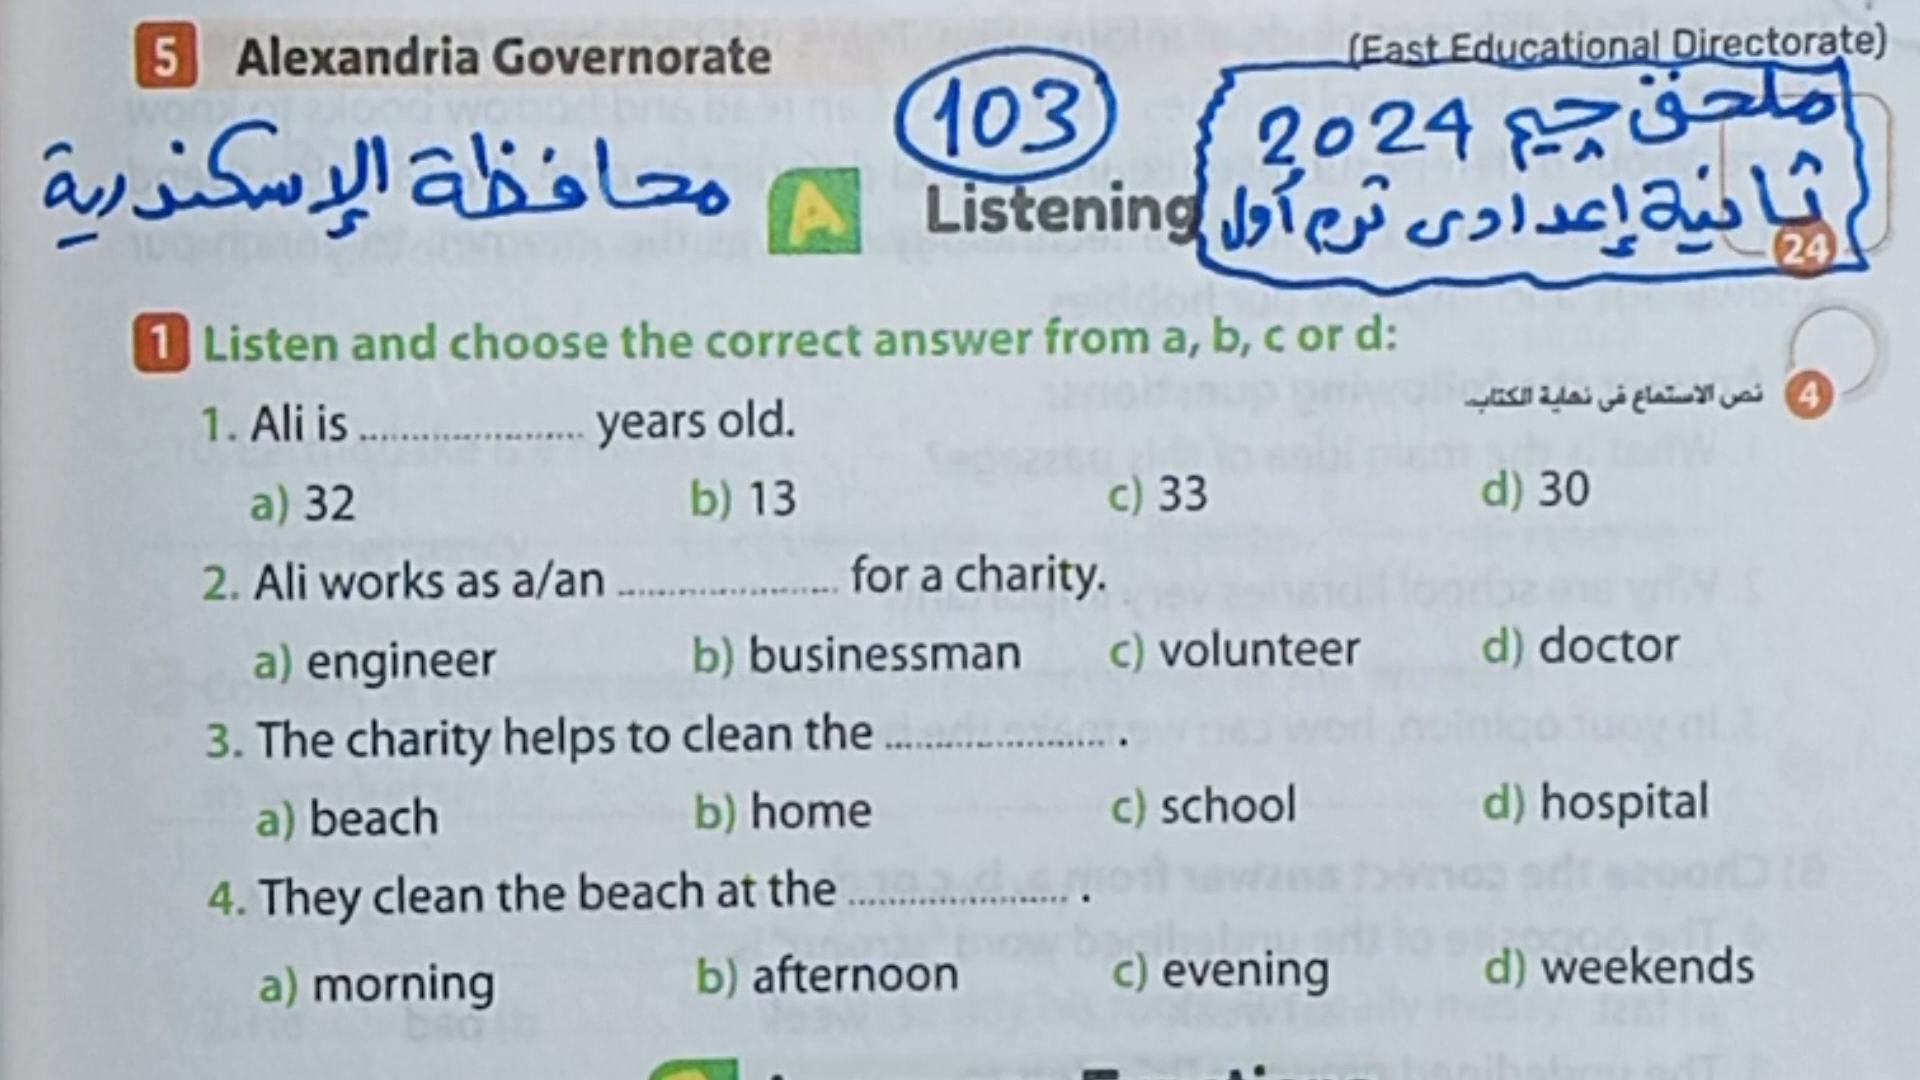 5 Alexandria Governorate
(East Educational Directorate)
103
ملحق جيم 2024
ثانية إعدادى ترم أول
محافظة الإسكندرية
A Listening
24
1 Listen and choose the correct answer from a, b, c or d:
نص الاستماع فى نهاية الكتاب.
4
1. Ali is .................... years old.
a) 32 b) 13 c) 33 d) 30
2. Ali works as a/an .................... for a charity.
a) engineer b) businessman c) volunteer d) doctor
3. The charity helps to clean the .................... .
a) beach b) home c) school d) hospital
4. They clean the beach at the .................... .
a) morning b) afternoon c) evening d) weekends